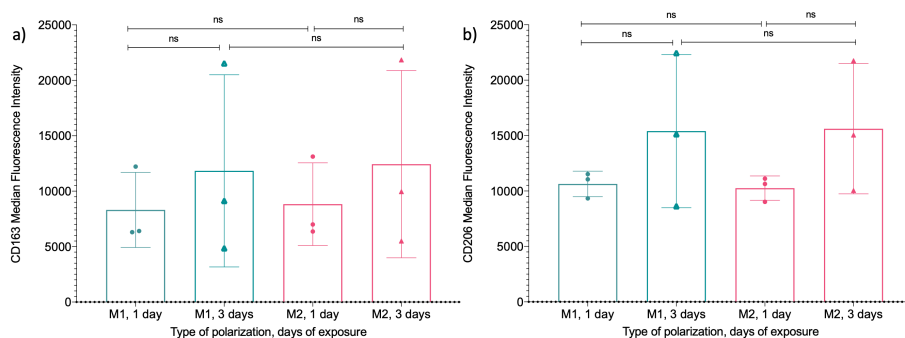 a)
ns
ns
ns
ns
CD163 Median Fluorescence Intensity
25000
20000
15000
10000
5000
0
M1, 1 day
M1, 3 days
M2, 1 day
M2, 3 days
Type of polarization, days of exposure
b)
ns
ns
ns
ns
CD206 Median Fluorescence Intensity
25000
20000
15000
10000
5000
0
M1, 1 day
M1, 3 days
M2, 1 day
M2, 3 days
Type of polarization, days of exposure